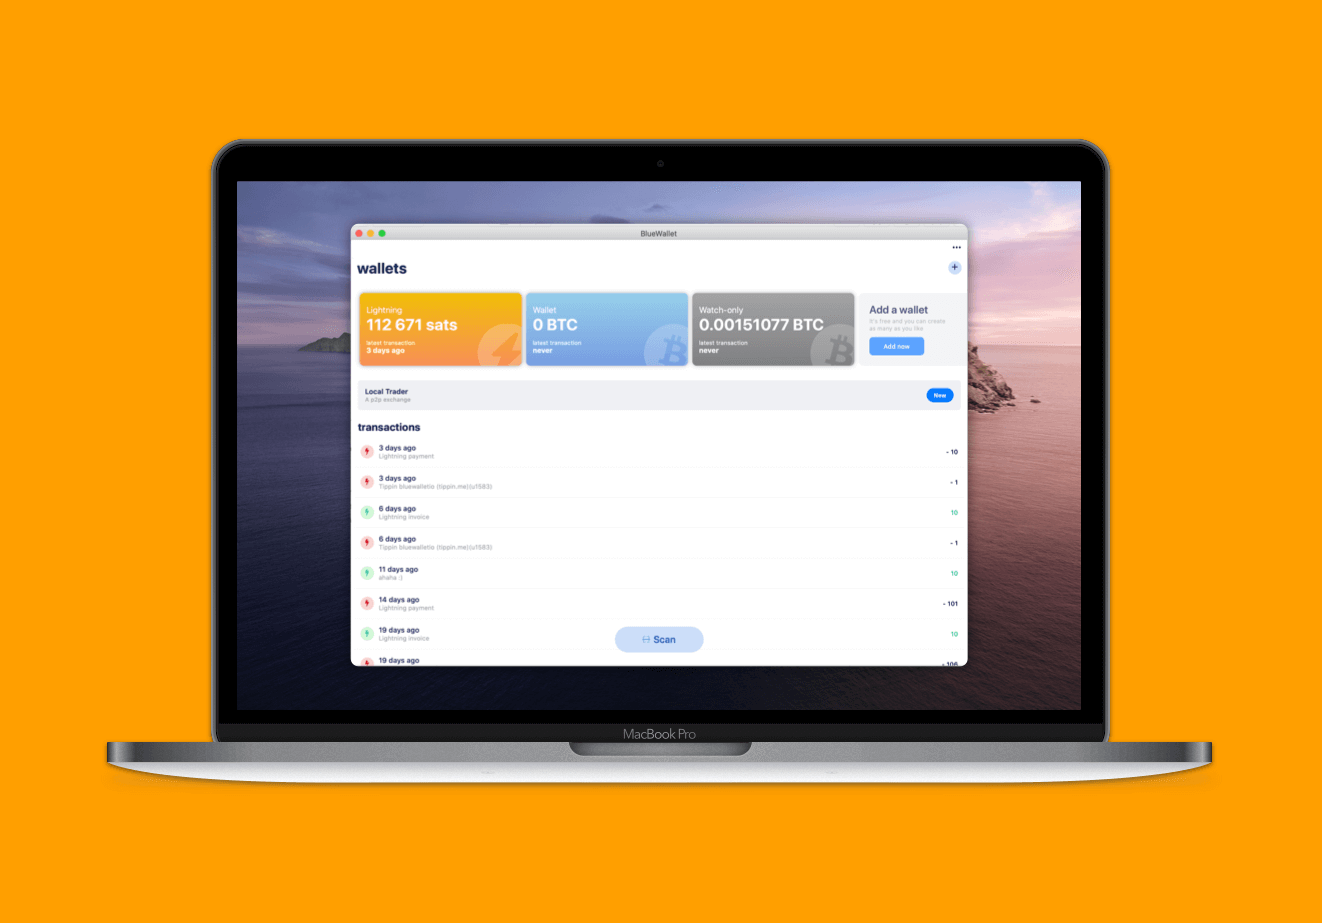 BlueWallet
•••
wallets
+
Lightning
112 671 sats
latest transaction
3 days ago
Wallet
0 BTC
latest transaction
never
Watch-only
0.00151077 BTC
latest transaction
never
Add a wallet
It's free and you can create
as many as you like
Add now
Local Trader
A p2p exchange
New
transactions
3 days ago
Lightning payment
- 10
3 days ago
Tippin bluewalletio (tippin.me)(u1583)
- 1
6 days ago
Lightning invoice
10
6 days ago
Tippin bluewalletio (tippin.me)(u1583)
- 1
11 days ago
ahaha :)
10
14 days ago
Lightning payment
- 101
19 days ago
Lightning invoice
10
Scan
19 days ago
- 106
MacBook Pro